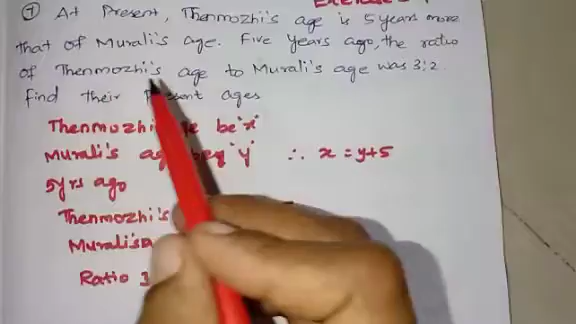 ⑦ At Present, Thenmozhi's age is 5 years more
that of Murali's age. Five Years ago, the ratio
of Thenmozhi's age to Murali's age was 3:2.
Find their Present ages
Thenmozhi be "x"
Murali's "y" ∴ x = y+5
5yrs ago
Thenmozhi's
Murali's
Ratio 3